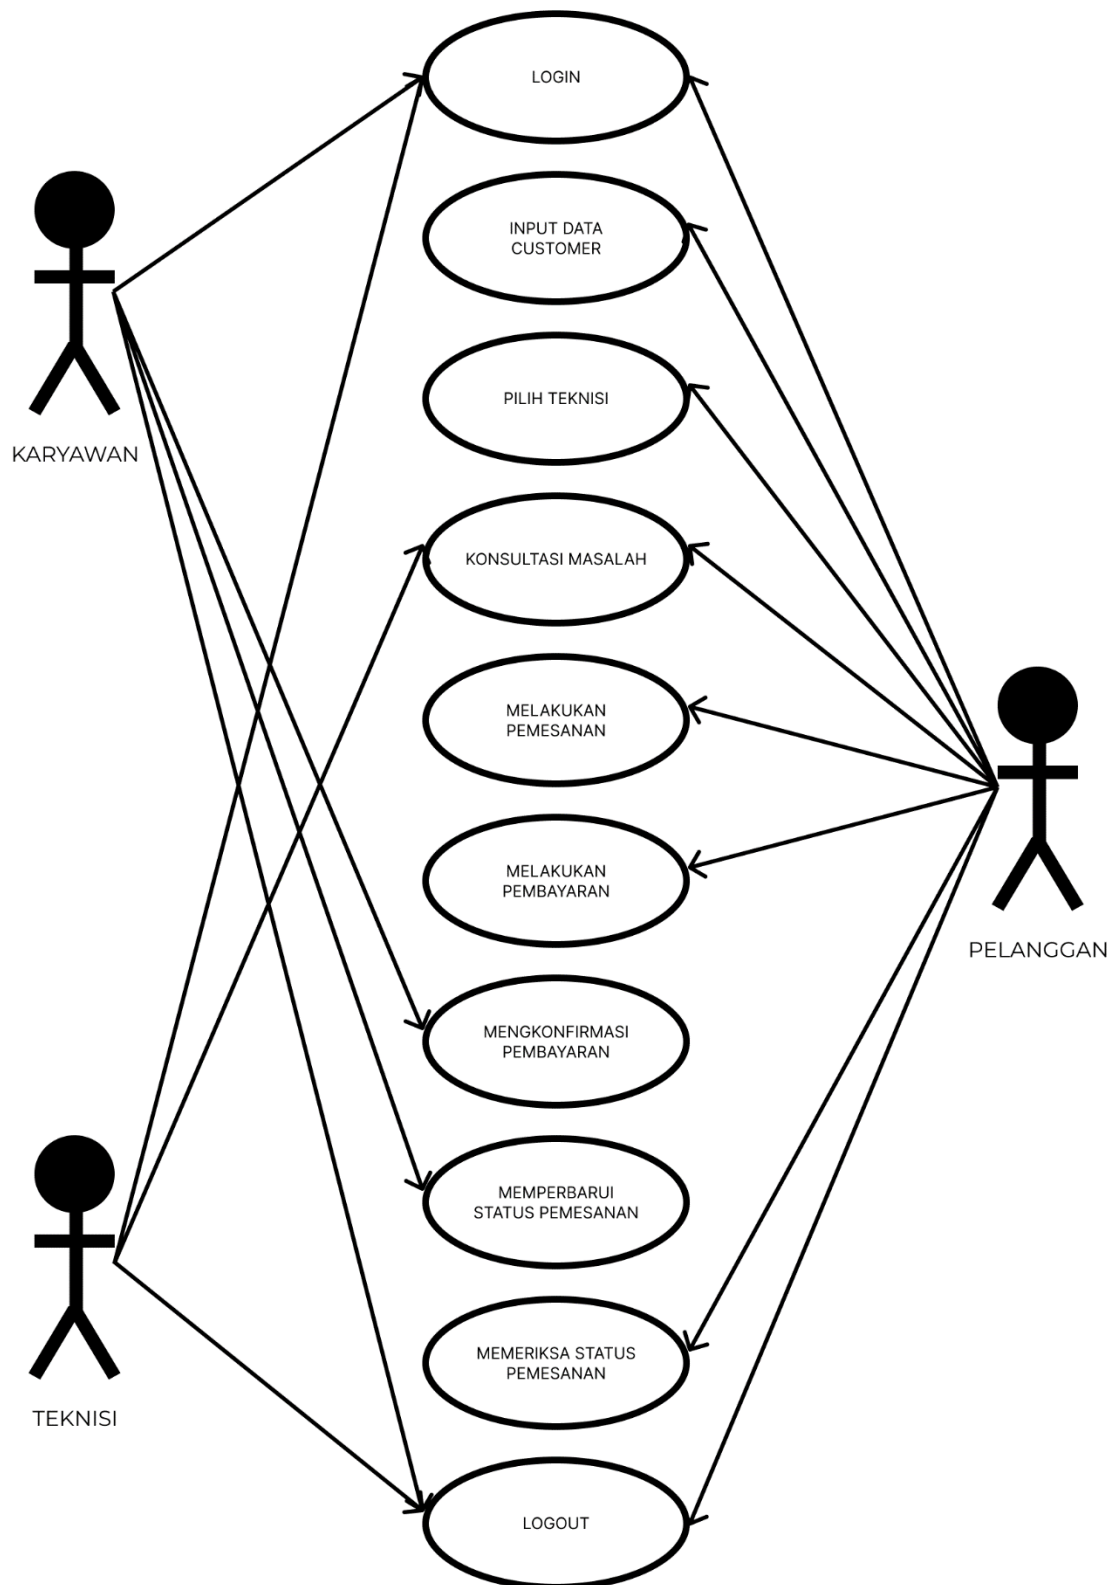 LOGIN
INPUT DATA
CUSTOMER
PILIH TEKNISI
KARYAWAN
KONSULTASI MASALAH
MELAKUKAN
PEMESANAN
MELAKUKAN
PEMBAYARAN
PELANGGAN
MENGKONFIRMASI
PEMBAYARAN
MEMPERBARUI
STATUS PEMESANAN
MEMERIKSA STATUS
PEMESANAN
TEKNISI
LOGOUT